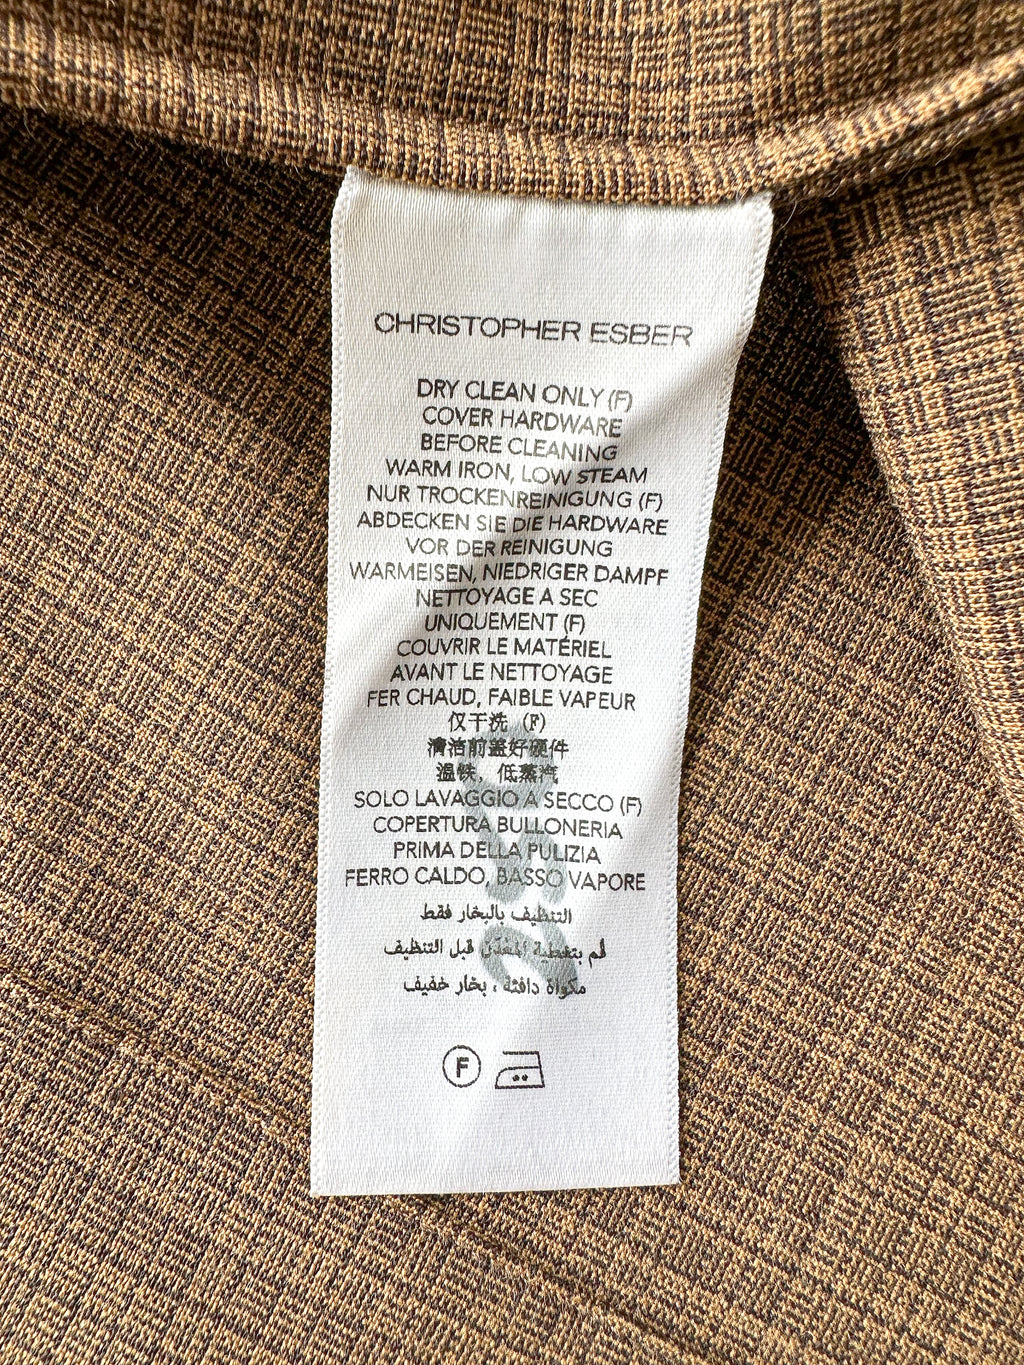 CHRISTOPHER ESBER
DRY CLEAN ONLY (F)
COVER HARDWARE
BEFORE CLEANING
WARM IRON, LOW STEAM
NUR TROCKENREINIGUNG (F)
ABDECKEN SIE DIE HARDWARE
VOR DER REINIGUNG
WARMEISEN, NIEDRIGER DAMPF
NETTOYAGE A SEC
UNIQUEMENT (F)
COUVRIR LE MATÉRIEL
AVANT LE NETTOYAGE
FER CHAUD, FAIBLE VAPEUR
仅干洗 (F)
清洁前盖好硬件
温铁，低蒸汽
SOLO LAVAGGIO A SECCO (F)
COPERTURA BULLONERIA
PRIMA DELLA PULIZIA
FERRO CALDO, BASSO VAPORE
التنظيف بالبخار فقط
قم بتغطية المعدّن قبل التنظيف
مكواة دافئة ، بخار خفيف
F